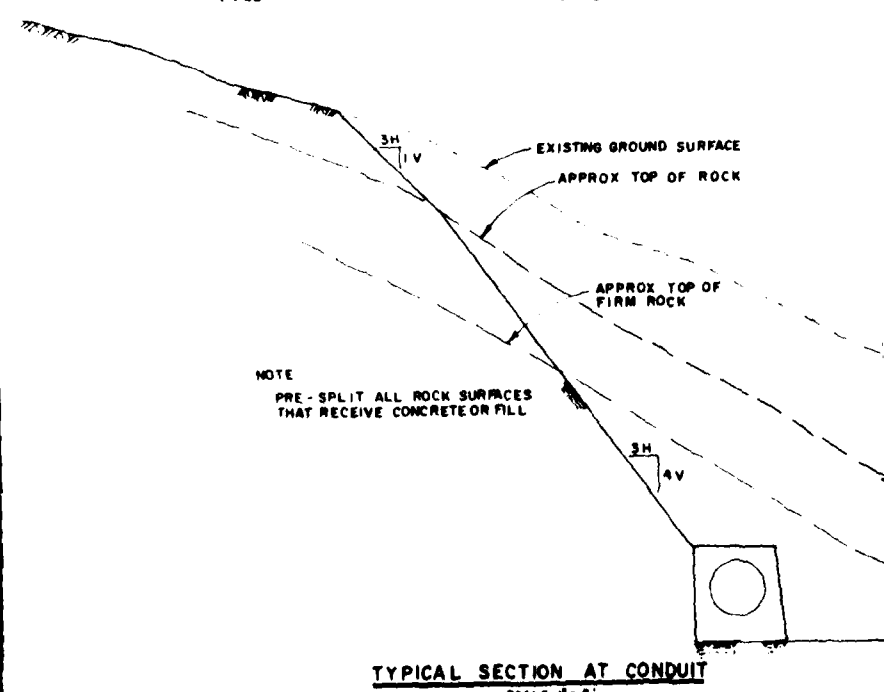 3H
1V
EXISTING GROUND SURFACE
APPROX TOP OF ROCK
APPROX TOP OF
FIRM ROCK
NOTE
PRE-SPLIT ALL ROCK SURFACES
THAT RECEIVE CONCRETE OR FILL
3H
4V
TYPICAL SECTION AT CONDUIT